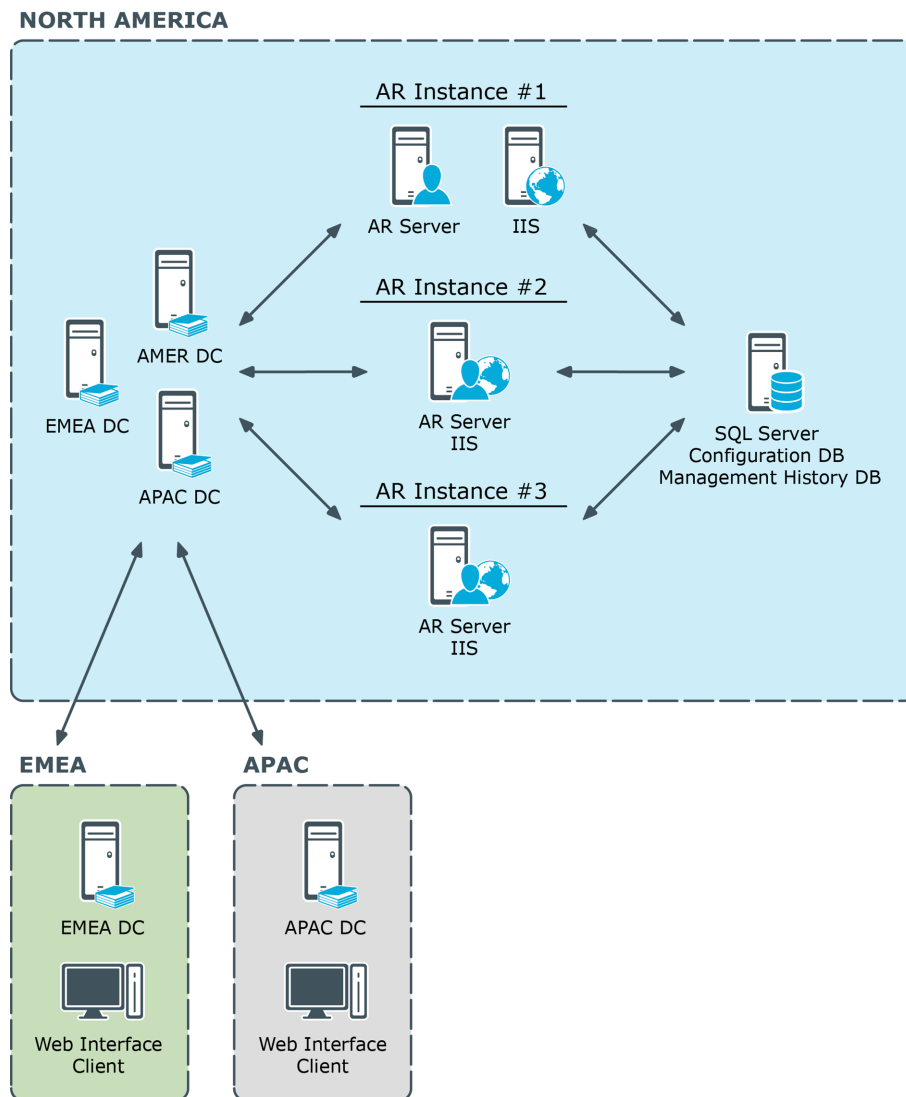 NORTH AMERICA
AR Instance #1
AR Server
IIS
AR Instance #2
AMER DC
EMEA DC
AR Server
IIS
SQL Server
Configuration DB
Management History DB
APAC DC
AR Instance #3
AR Server
IIS
EMEA
APAC
EMEA DC
APAC DC
Web Interface
Client
Web Interface
Client